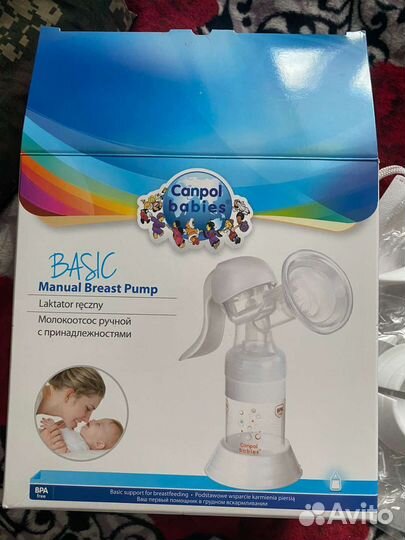 Canpol
babies
BASIC
Manual Breast Pump
Laktator ręczny
Молокоотсос ручной
с принадлежностями
Canpol
babies
BPA
free
Basic support for breastfeeding • Podstawowe wsparcie karmienia piersią
Ваш первый помощник в грудном вскармливании
Avito